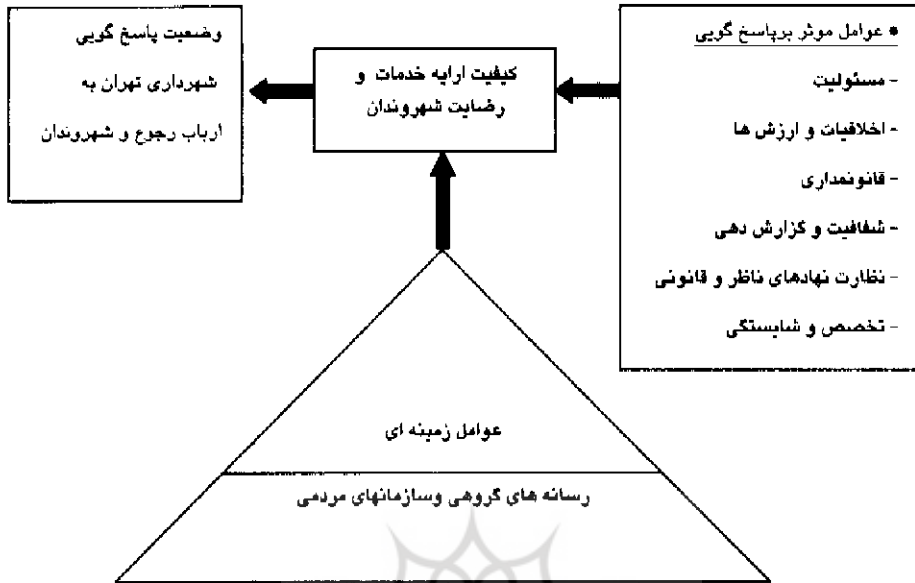 • عوامل موثر برپاسخ گویی
- مسئولیت
- اخلاقیات و ارزش ها
- قانونمداری
- شفافیت و گزارش دهی
- نظارت نهادهای ناظر و قانونی
- تخصص و شایستگی
کیفیت ارایه خدمات و
رضایت شهروندان
وضعیت پاسخ گویی
شهرداری تهران به
ارباب رجوع و شهروندان
عوامل زمینه ای
رسانه های گروهی وسازمانهای مردمی